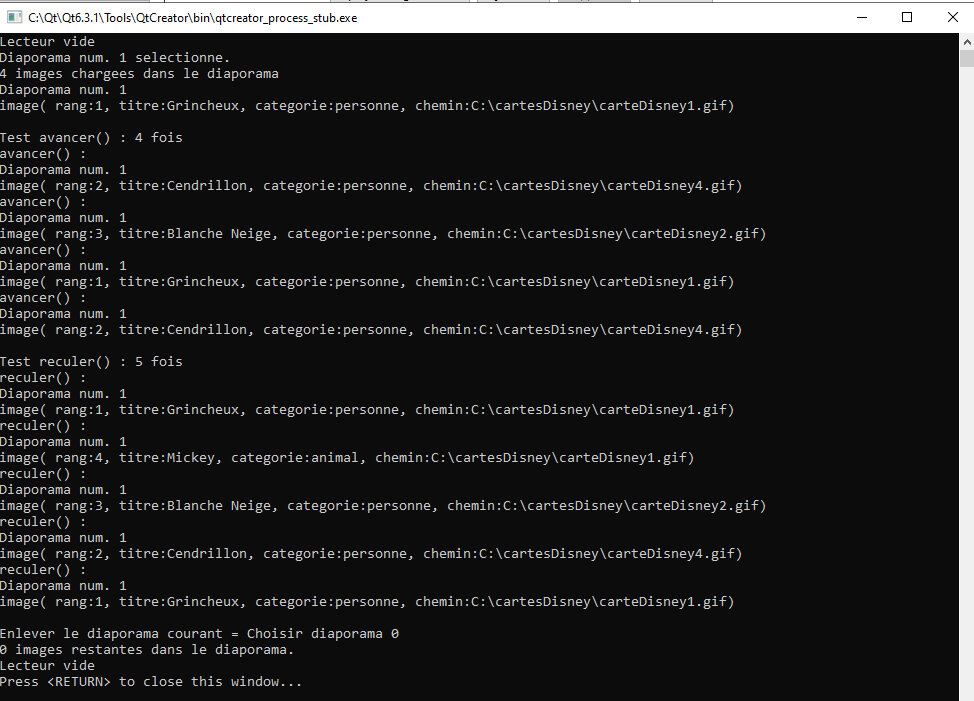 C:\Qt\Qt6.3.1\Tools\QtCreator\bin\qtcreator_process_stub.exe
Lecteur vide
Diaporama num. 1 selectionne.
4 images chargees dans le diaporama
Diaporama num. 1
image( rang:1, titre:Grincheux, categorie:personne, chemin:C:\cartesDisney\carteDisney1.gif)

Test avancer() : 4 fois
avancer() :
Diaporama num. 1
image( rang:2, titre:Cendrillon, categorie:personne, chemin:C:\cartesDisney\carteDisney4.gif)
avancer() :
Diaporama num. 1
image( rang:3, titre:Blanche Neige, categorie:personne, chemin:C:\cartesDisney\carteDisney2.gif)
avancer() :
Diaporama num. 1
image( rang:1, titre:Grincheux, categorie:personne, chemin:C:\cartesDisney\carteDisney1.gif)
avancer() :
Diaporama num. 1
image( rang:2, titre:Cendrillon, categorie:personne, chemin:C:\cartesDisney\carteDisney4.gif)

Test reculer() : 5 fois
reculer() :
Diaporama num. 1
image( rang:1, titre:Grincheux, categorie:personne, chemin:C:\cartesDisney\carteDisney1.gif)
reculer() :
Diaporama num. 1
image( rang:4, titre:Mickey, categorie:animal, chemin:C:\cartesDisney\carteDisney1.gif)
reculer() :
Diaporama num. 1
image( rang:3, titre:Blanche Neige, categorie:personne, chemin:C:\cartesDisney\carteDisney2.gif)
reculer() :
Diaporama num. 1
image( rang:2, titre:Cendrillon, categorie:personne, chemin:C:\cartesDisney\carteDisney4.gif)
reculer() :
Diaporama num. 1
image( rang:1, titre:Grincheux, categorie:personne, chemin:C:\cartesDisney\carteDisney1.gif)

Enlever le diaporama courant = Choisir diaporama 0
0 images restantes dans le diaporama.
Lecteur vide
Press <RETURN> to close this window...